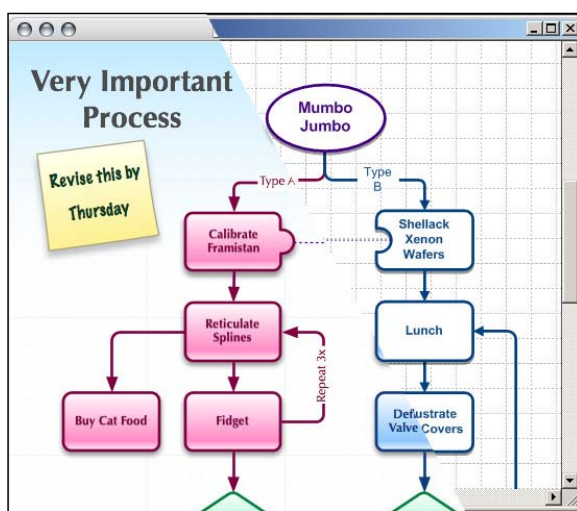 Very Important
Process
Mumbo
Jumbo
Revise this by
Thursday
Type A
Type
B
Calibrate
Framistan
Shellack
Xenon
Wafers
Reticulate
Splines
Lunch
Repeat 3x
Buy Cat Food
Fidget
Defustrate
Valve Covers